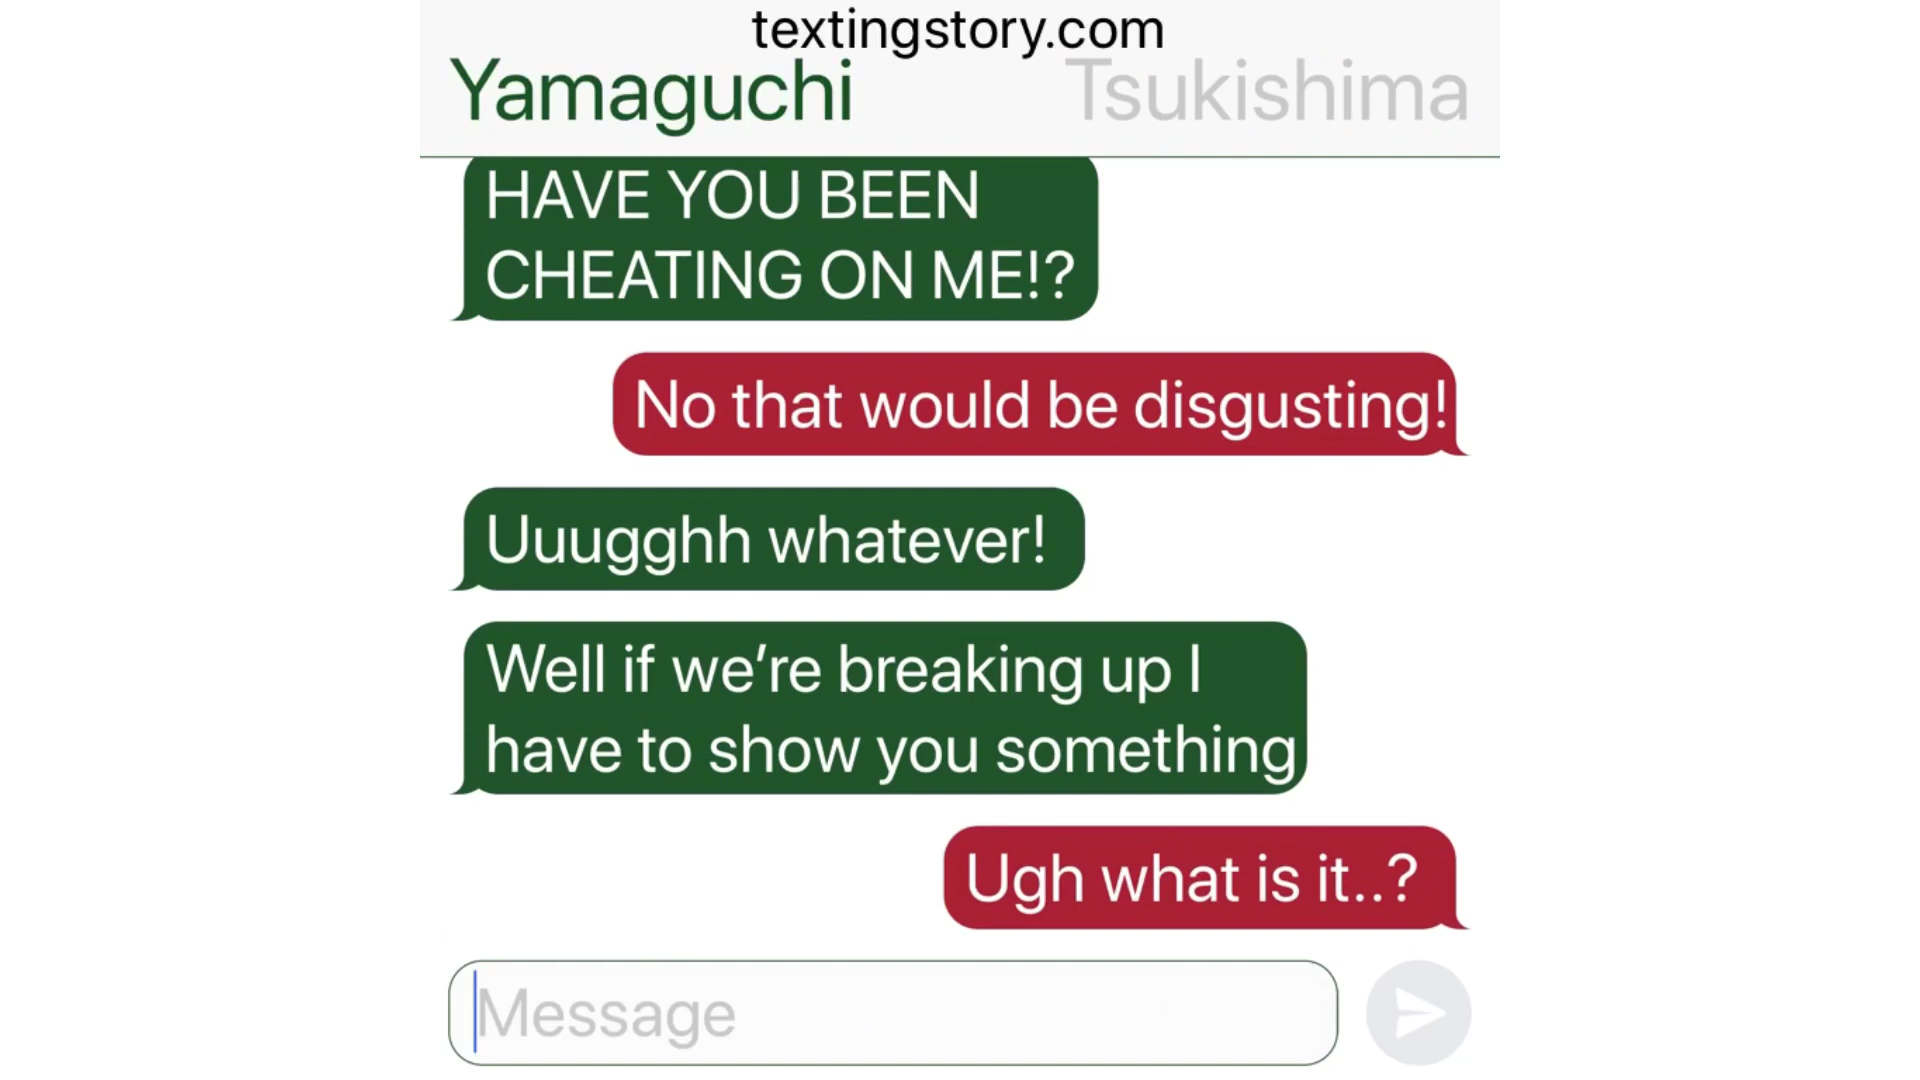 textingstory.com
Yamaguchi Tsukishima
HAVE YOU BEEN
CHEATING ON ME!?
No that would be disgusting!
Uuugghh whatever!
Well if we’re breaking up I
have to show you something
Ugh what is it..?
Message